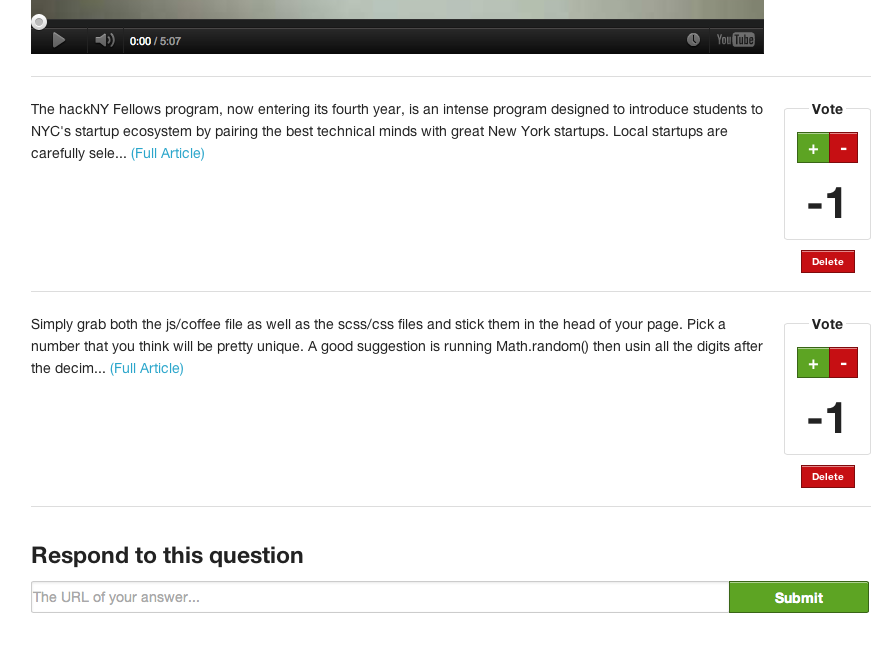 0:00 / 5:07
YouTube
The hackNY Fellows program, now entering its fourth year, is an intense program designed to introduce students to
NYC's startup ecosystem by pairing the best technical minds with great New York startups. Local startups are
carefully sele... (Full Article)
Vote
+ -
-1
Delete
Simply grab both the js/coffee file as well as the scss/css files and stick them in the head of your page. Pick a
number that you think will be pretty unique. A good suggestion is running Math.random() then usin all the digits after
the decim... (Full Article)
Vote
+ -
-1
Delete
Respond to this question
The URL of your answer...
Submit